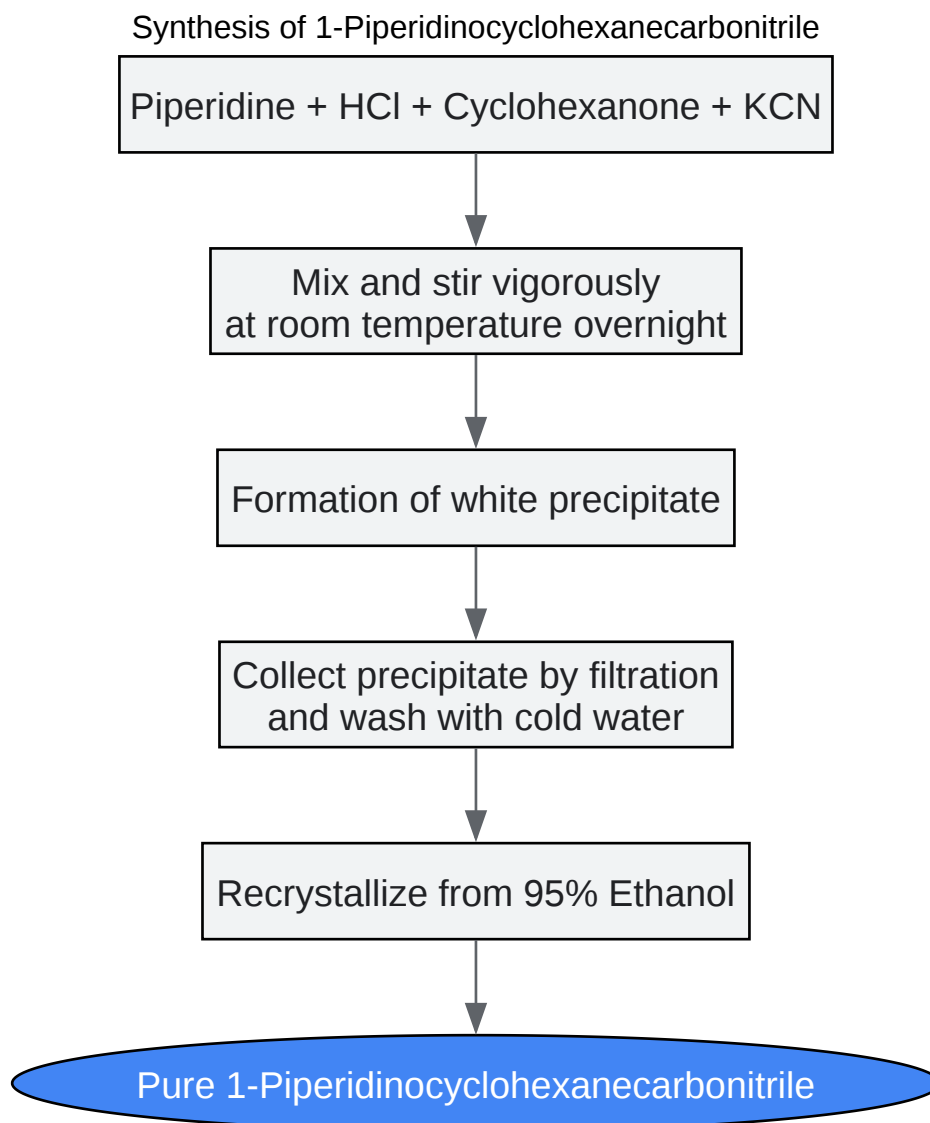 Synthesis of 1-Piperidinocyclohexanecarbonitrile
Piperidine + HCl + Cyclohexanone + KCN
Mix and stir vigorously
at room temperature overnight
Formation of white precipitate
Collect precipitate by filtration
and wash with cold water
Recrystallize from 95% Ethanol
Pure 1-Piperidinocyclohexanecarbonitrile